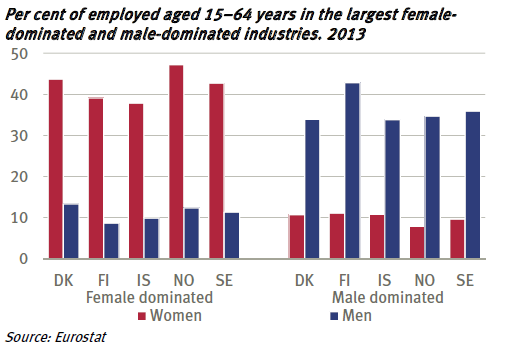 Per cent of employed aged 15–64 years in the largest female-
dominated and male-dominated industries. 2013
50
40
30
20
10
0
DK FI IS NO SE DK FI IS NO SE
Female dominated Male dominated
Women Men
Source: Eurostat